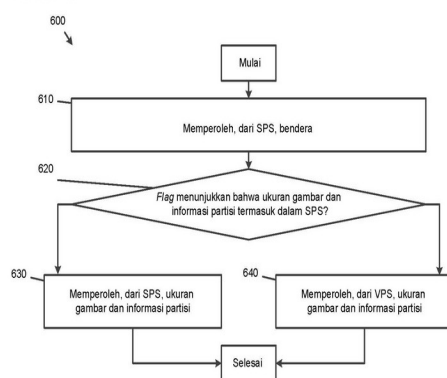 600
Mulai
610
Memperoleh, dari SPS, bendera
620
Flag menunjukkan bahwa ukuran gambar dan
informasi partisi termasuk dalam SPS?
630
Memperoleh, dari SPS, ukuran
gambar dan informasi partisi
640
Memperoleh, dari VPS, ukuran
gambar dan informasi partisi
Selesai